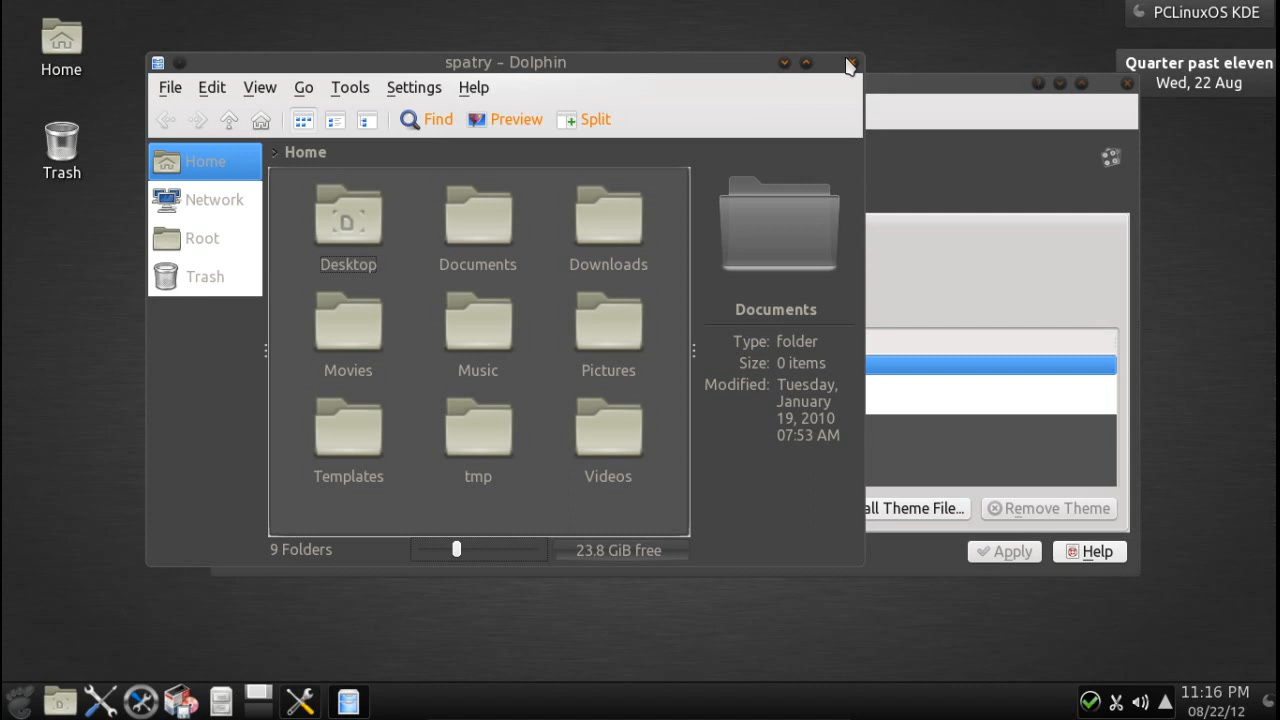 PCLinuxOS KDE
Home
Quarter past eleven
Wed, 22 Aug
Trash
spatry – Dolphin
File Edit View Go Tools Settings Help
Find Preview Split
Home
Network
Root
Trash
> Home
Desktop Documents Downloads
Movies Music Pictures
Templates tmp Videos
Documents
Type: folder
Size: 0 items
Modified: Tuesday,
January
19, 2010
07:53 AM
9 Folders
23.8 GiB free
all Theme File... Remove Theme
Apply Help
11:16 PM
08/22/12